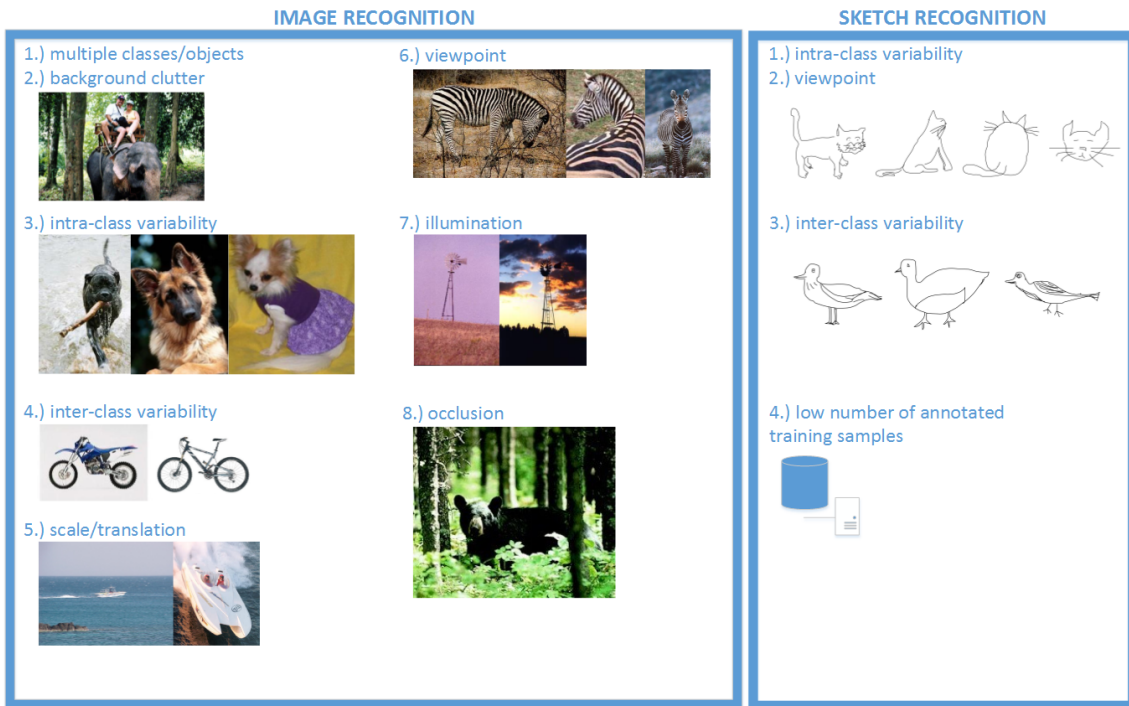 IMAGE RECOGNITION
1.) multiple classes/objects
2.) background clutter
3.) intra-class variability
4.) inter-class variability
5.) scale/translation
6.) viewpoint
7.) illumination
8.) occlusion
SKETCH RECOGNITION
1.) intra-class variability
2.) viewpoint
3.) inter-class variability
4.) low number of annotated
training samples